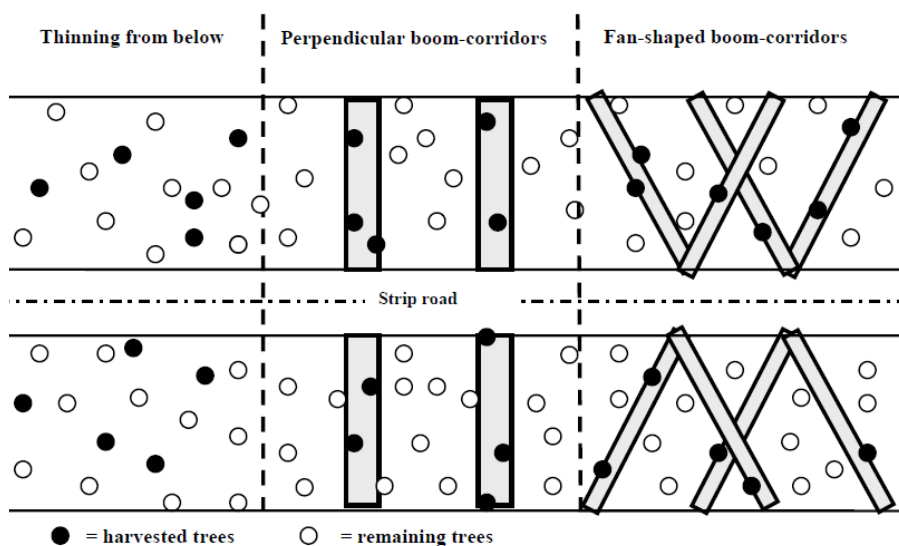 Thinning from below
Perpendicular boom-corridors
Fan-shaped boom-corridors
Strip road
= harvested trees
= remaining trees